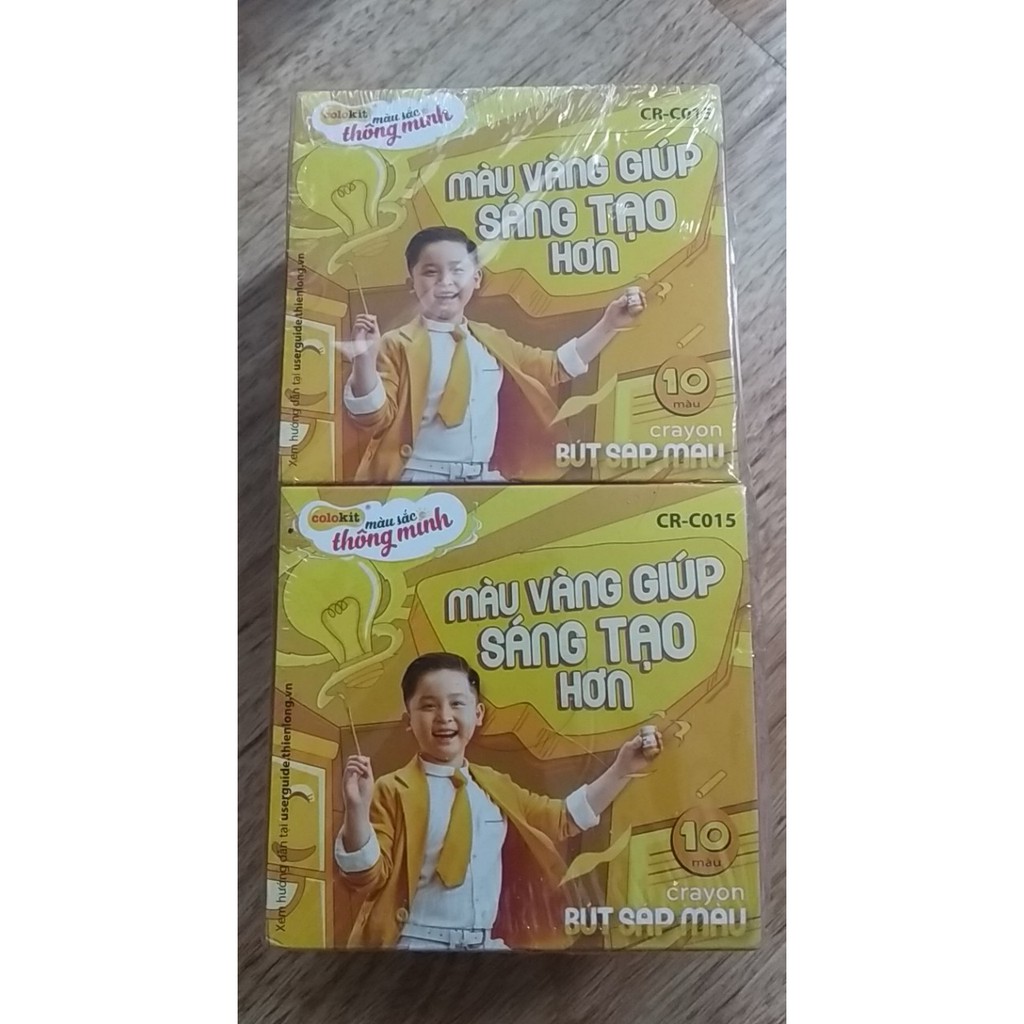 colokit màu sắc
thông minh
CR-C015
MÀU VÀNG GIÚP
SÁNG TẠO
HƠN
Xem hướng dẫn tại userguide.thienlong.vn
10
màu
crayon
BÚT SÁP MÀU
colokit® màu sắc©
thông minh
CR-C015
MÀU VÀNG GIÚP
SÁNG TẠO
HƠN
Xem hướng dẫn tại userguide.thienlong.vn
10
màu
crayon
BÚT SÁP MÀU